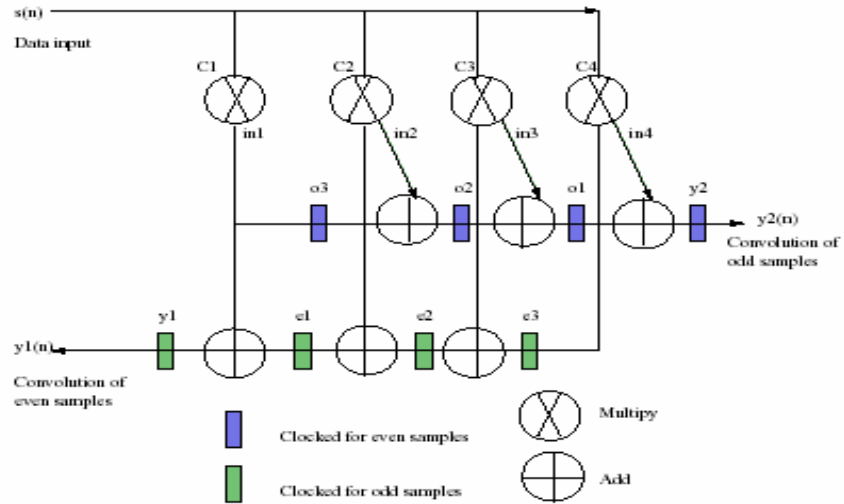 s(n)
Data input
C1
C2
C3
C4
in1
in2
in3
in4
o3
o2
o1
y2
y2(n)
Convolution of
odd samples
y1
e1
e2
e3
y1(n)
Convolution of
even samples
Clocked for even samples
Multipy
Clocked for odd samples
Add